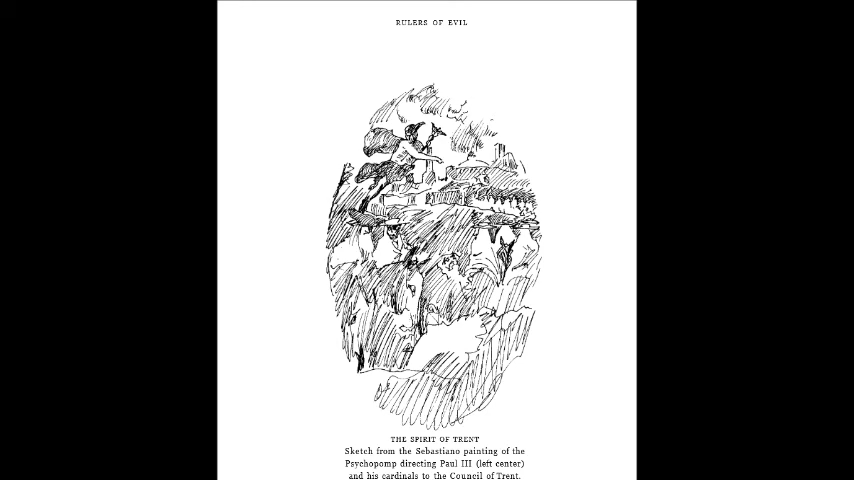 RULERS OF EVIL
THE SPIRIT OF TRENT
Sketch from the Sebastiano painting of the
Psychopomp directing Paul III (left center)
and his cardinals to the Council of Trent.